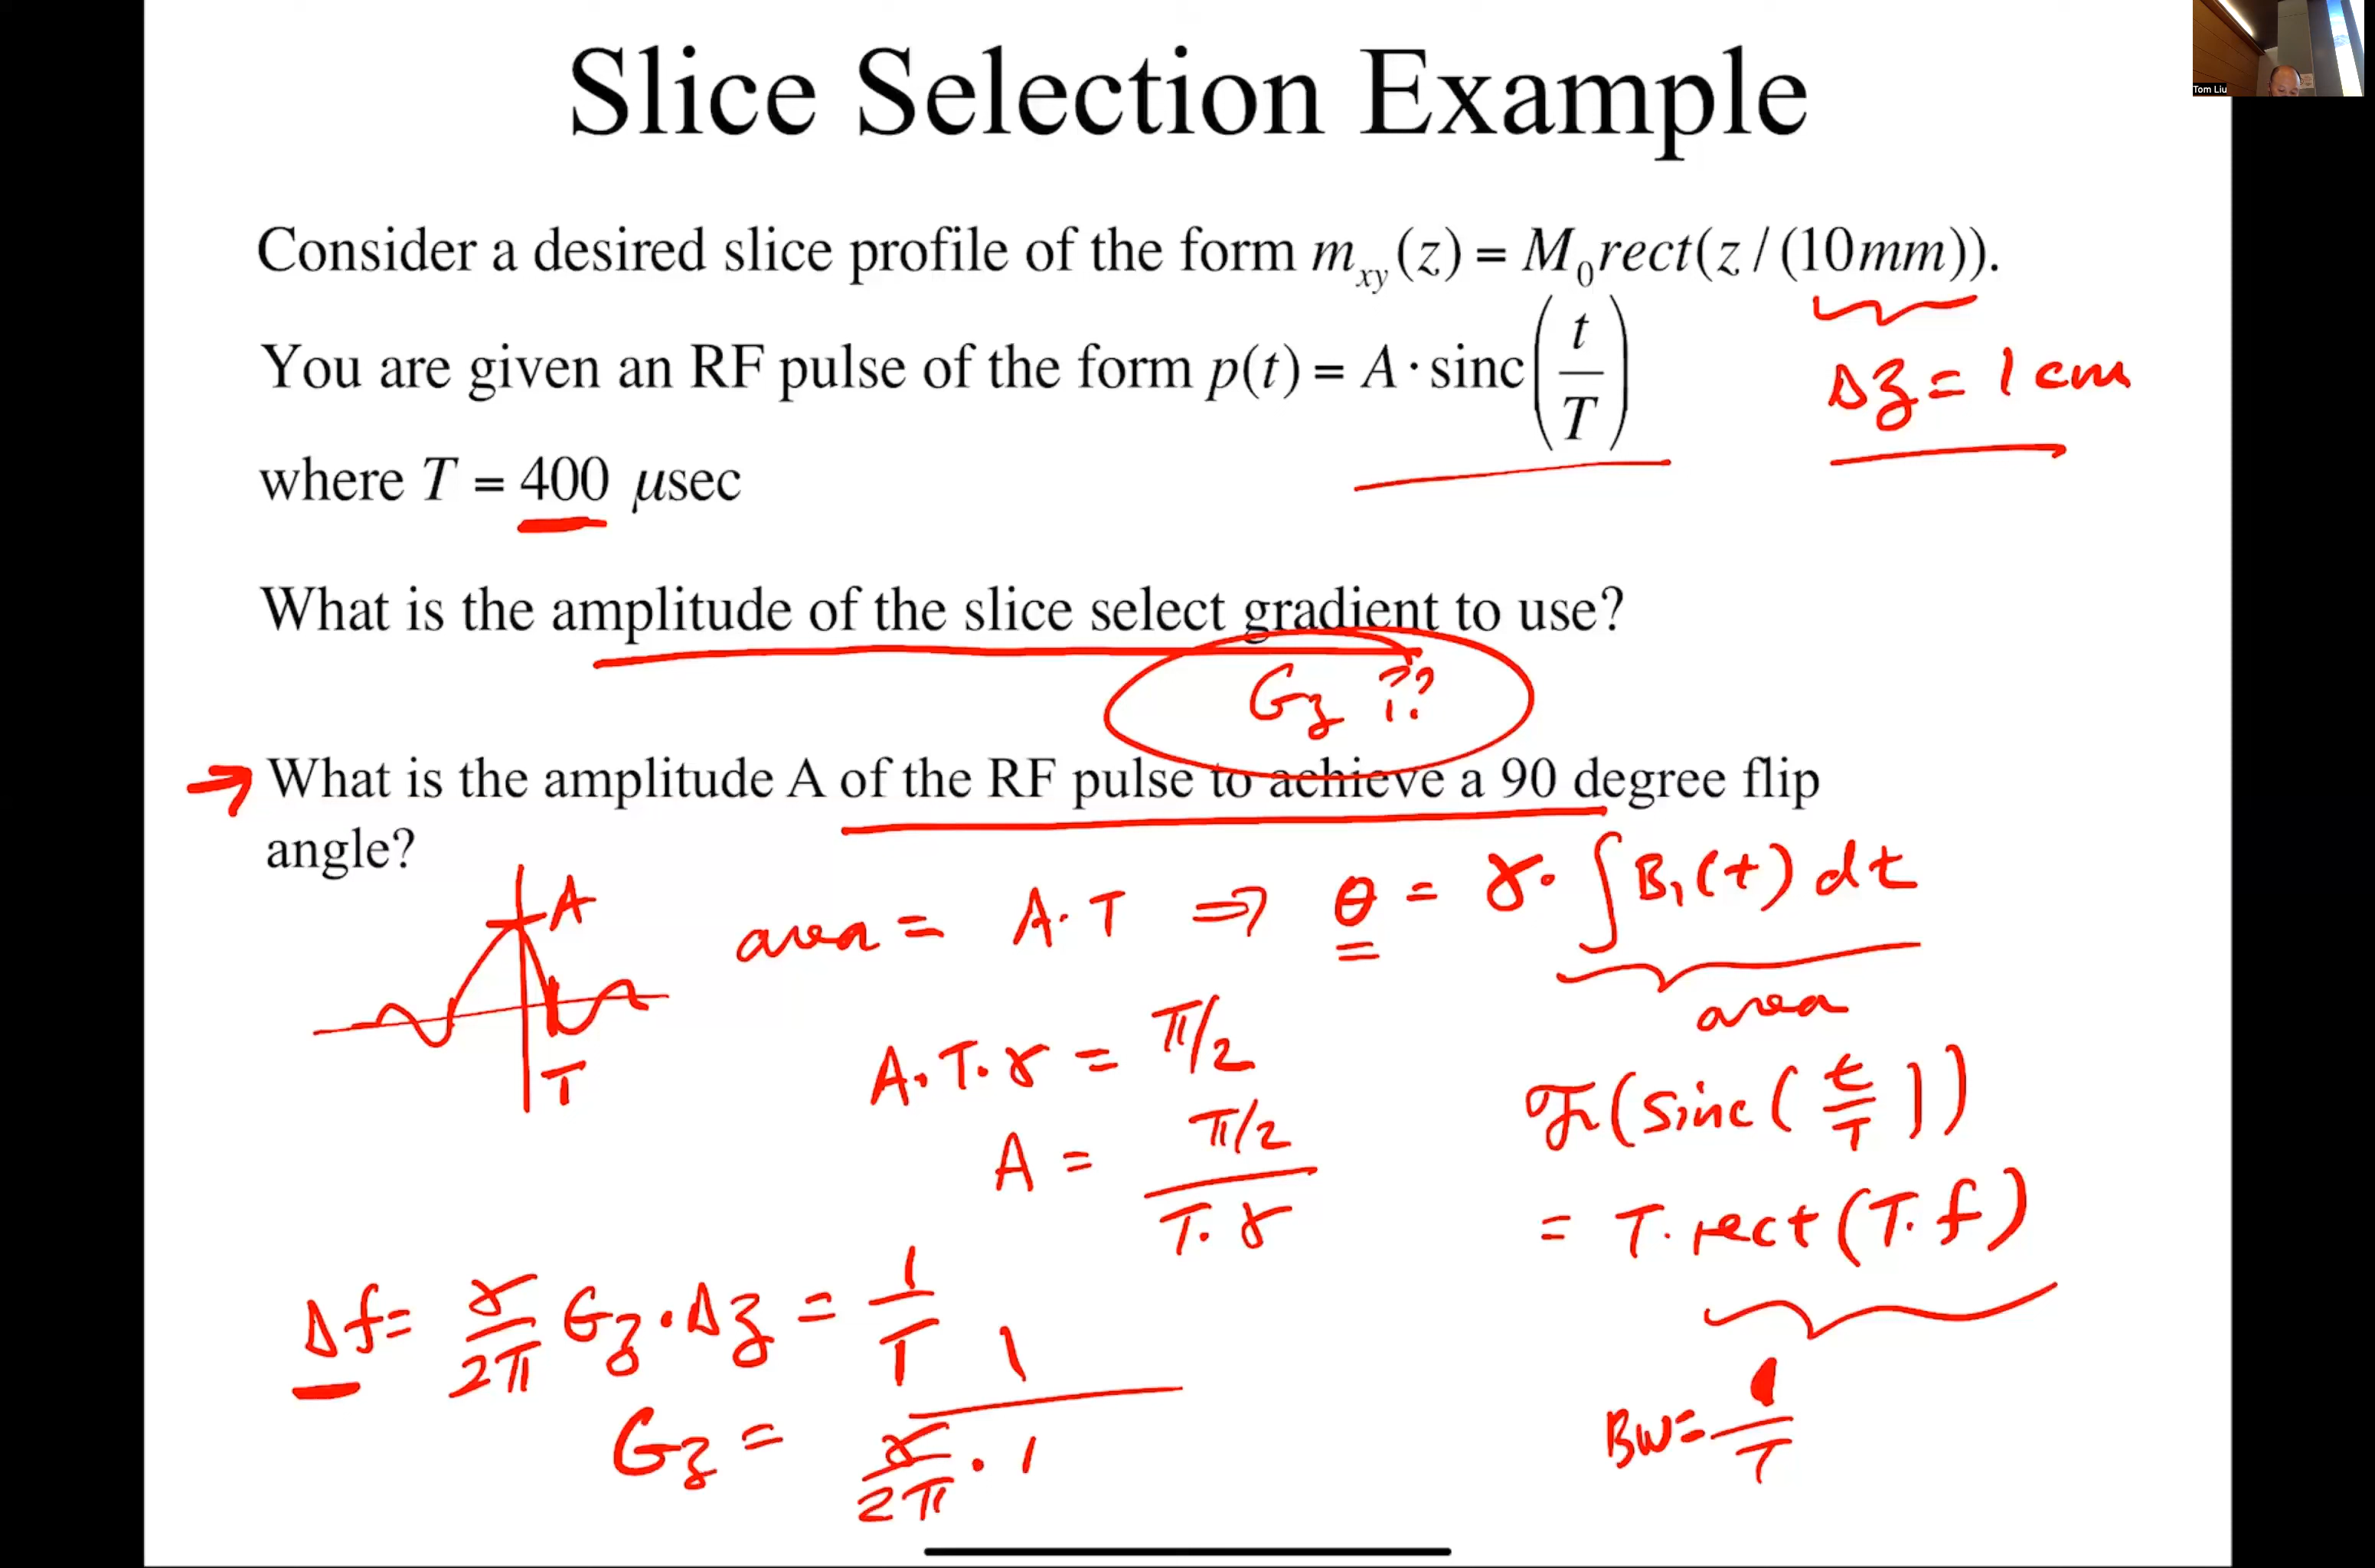 Tom Liu
Slice Selection Example
Consider a desired slice profile of the form m_xy(z) = M_0 rect(z / (10mm)).
You are given an RF pulse of the form p(t) = A · sinc(t/T)
Δz = 1 cm
where T = 400 μsec
What is the amplitude of the slice select gradient to use?
Gz ??
→ What is the amplitude A of the RF pulse to achieve a 90 degree flip
angle?
A
T
area = A · T ⇒ θ = γ · ∫ B₁(t) dt
area
A · T · γ = π/2
A = (π/2) / (T · γ)
F(sinc(t/T))
= T · rect(T · f)
BW = 1/T
Δf = γ/2π Gz · Δz = 1/T
Gz = 1 / (γ/2π · 1